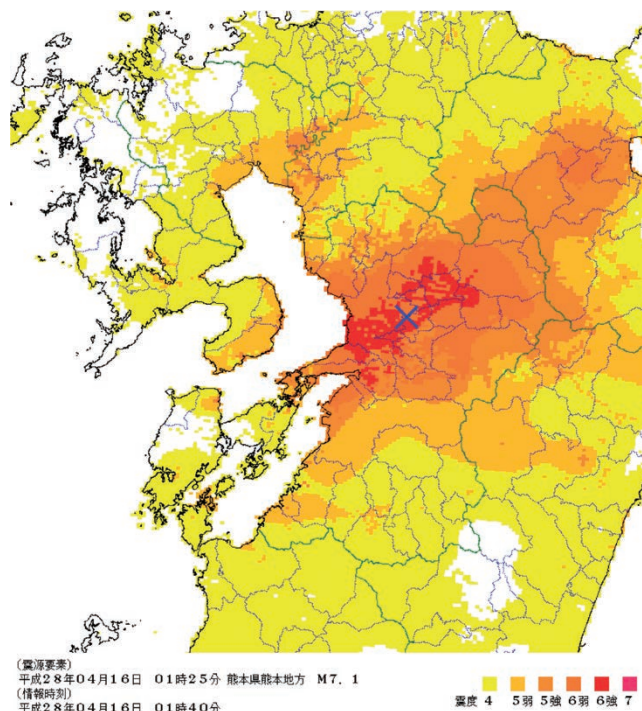 (震源要素)
平成28年04月16日 01時25分 熊本県熊本地方 M7.1
(情報時刻)
平成28年04月16日 01時40分
震度 4 5弱 5強 6弱 6強 7